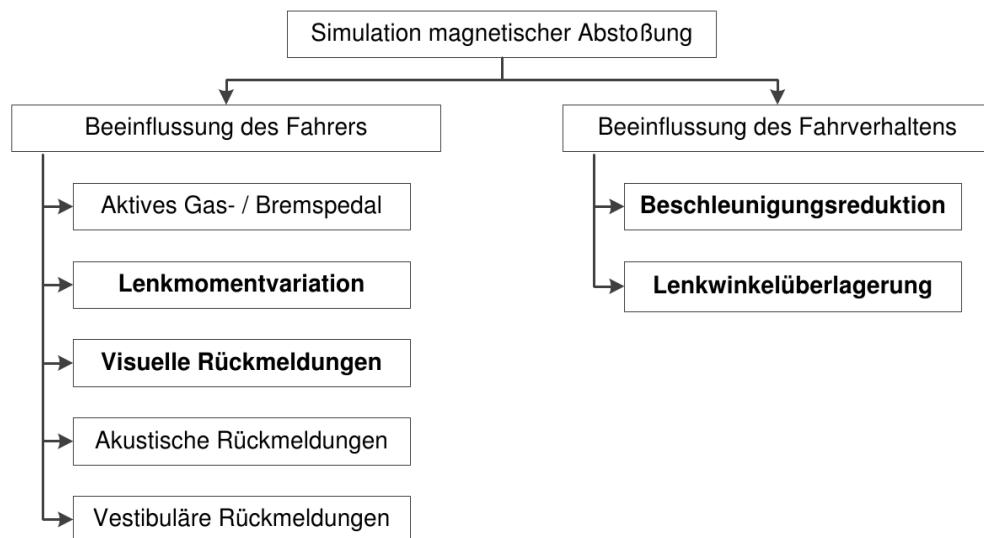 Simulation magnetischer Abstoßung
Beeinflussung des Fahrers
Aktives Gas- / Bremspedal
Lenkmomentvariation
Visuelle Rückmeldungen
Akustische Rückmeldungen
Vestibuläre Rückmeldungen
Beeinflussung des Fahrverhaltens
Beschleunigungsreduktion
Lenkwinkelüberlagerung